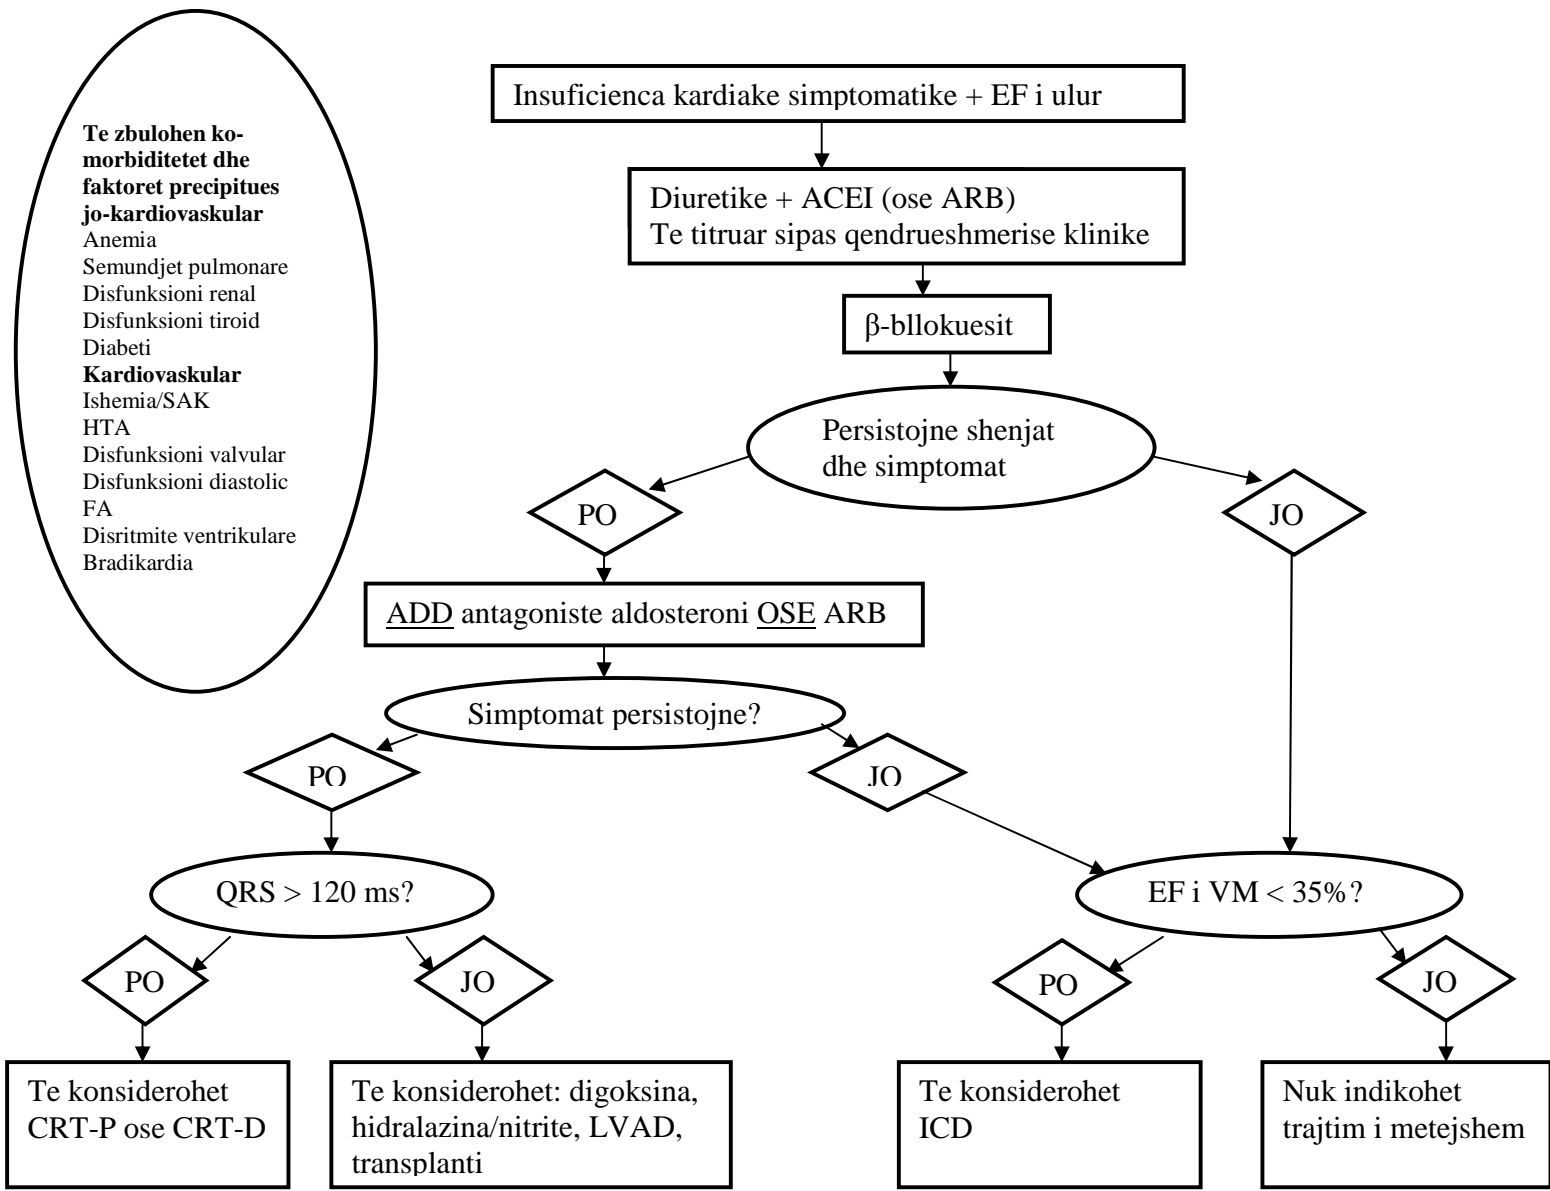 Te zbulohen ko-
morbiditetet dhe
faktoret precipitues
jo-kardiovaskular
Anemia
Semundjet pulmonare
Disfunksioni renal
Disfunksioni tiroid
Diabeti
Kardiovaskular
Ishemia/SAK
HTA
Disfunksioni valvular
Disfunksioni diastolic
FA
Disritmite ventrikulare
Bradikardia
Insuficienca kardiake simptomatike + EF i ulur
Diuretike + ACEI (ose ARB)
Te titruar sipas qendrueshmerise klinike
β-bllokuesit
Persistojne shenjat
dhe simptomat
PO
JO
ADD antagoniste aldosteroni OSE ARB
Simptomat persistojne?
PO
JO
QRS > 120 ms?
EF i VM < 35%?
PO
JO
PO
JO
Te konsiderohet
CRT-P ose CRT-D
Te konsiderohet: digoksina,
hidralazina/nitrite, LVAD,
transplanti
Te konsiderohet
ICD
Nuk indikohet
trajtim i metejshem